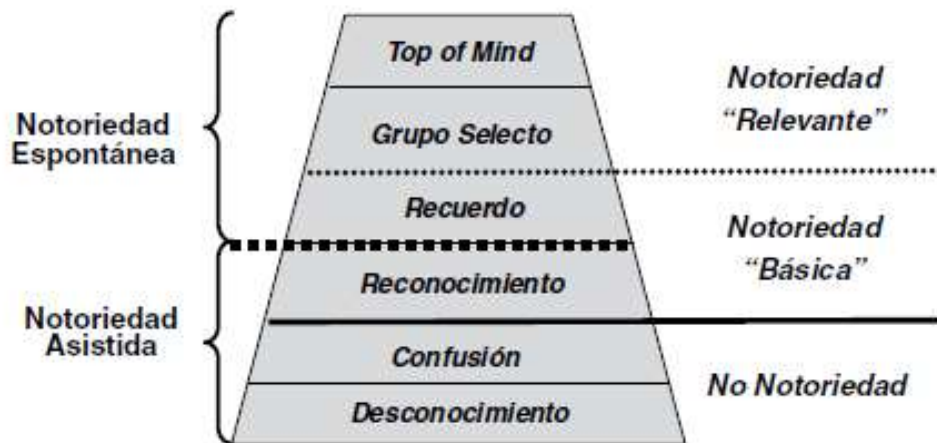 Notoriedad
Espontánea
Notoriedad
Asistida
Top of Mind
Grupo Selecto
Recuerdo
Reconocimiento
Confusión
Desconocimiento
Notoriedad
“Relevante”
Notoriedad
“Básica”
No Notoriedad